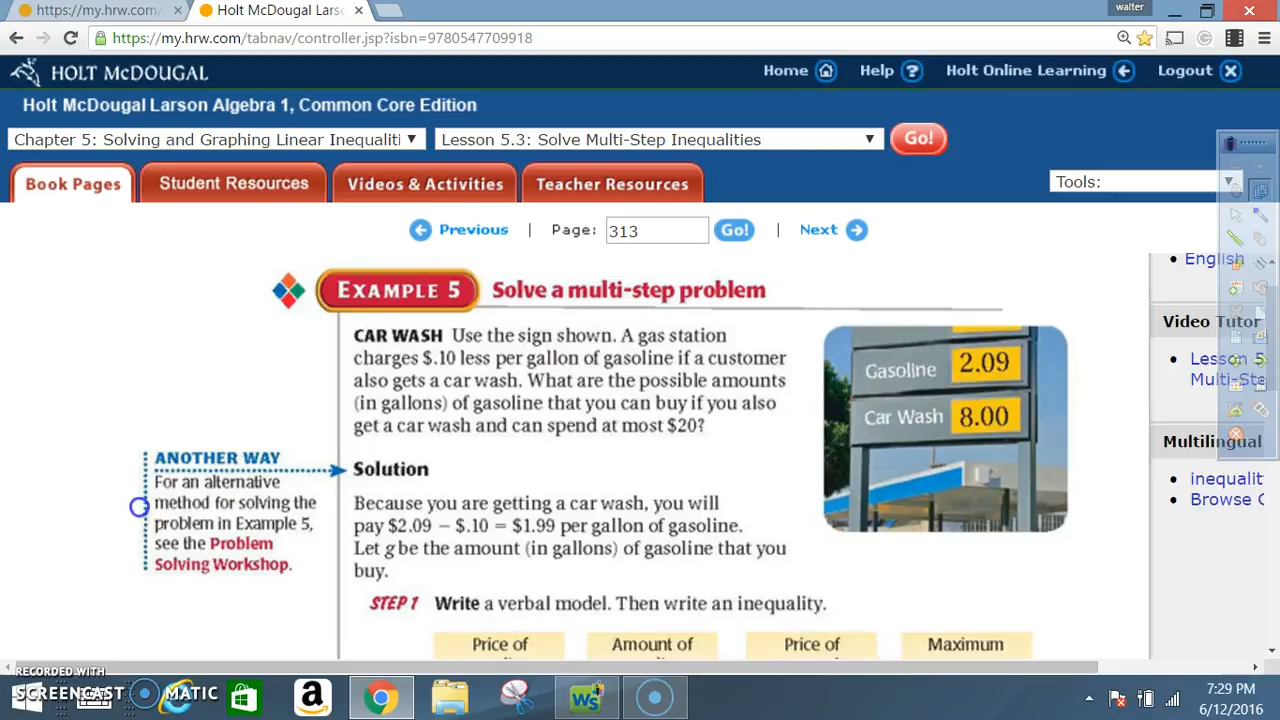 https://my.hrw.com/tabnav/
Holt McDougal Lars
walter
https://my.hrw.com/tabnav/controller.jsp?isbn=9780547709918
HOLT McDOUGAL
Home
Help
Holt Online Learning
Logout
Holt McDougal Larson Algebra 1, Common Core Edition
Chapter 5: Solving and Graphing Linear Inequaliti
Lesson 5.3: Solve Multi-Step Inequalities
Go!
Book Pages
Student Resources
Videos & Activities
Teacher Resources
Tools:
Previous | Page: 313 Go! | Next
EXAMPLE 5 Solve a multi-step problem
CAR WASH Use the sign shown. A gas station
charges $.10 less per gallon of gasoline if a customer
also gets a car wash. What are the possible amounts
(in gallons) of gasoline that you can buy if you also
get a car wash and can spend at most $20?
Gasoline 2.09
Car Wash 8.00
ANOTHER WAY
For an alternative
method for solving the
problem in Example 5,
see the Problem
Solving Workshop.
Solution
Because you are getting a car wash, you will
pay $2.09 − $.10 = $1.99 per gallon of gasoline.
Let g be the amount (in gallons) of gasoline that you
buy.
STEP 1 Write a verbal model. Then write an inequality.
Price of
Amount of
Price of
Maximum
English
Video Tutor
Lesson 5
Multi-Ste
Multilingual
inequalit
Browse
RECORDED WITH
SCREENCAST MATIC
7:29 PM
6/12/2016